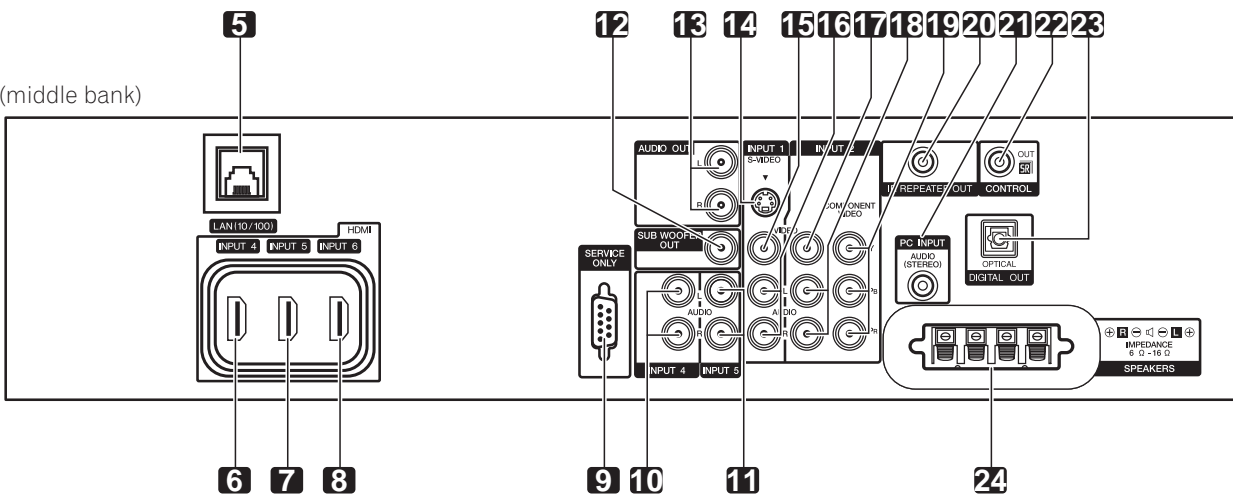 5 12 13 14 15 16 17 18 19 20 21 22 23
(middle bank)
LAN (10/100)
HDMI
INPUT 4 INPUT 5 INPUT 6
SERVICE
ONLY
AUDIO OUT
L
R
SUB WOOFER
OUT
INPUT 1
S-VIDEO
INPUT 2
VIDEO
COMPONENT
VIDEO
Y
PB
PR
L
AUDIO
R
L
AUDIO
R
INPUT 4 INPUT 5
IR REPEATER OUT
OUT
SR
CONTROL
PC INPUT
AUDIO
(STEREO)
OPTICAL
DIGITAL OUT
⊕ R ⊖ ⊖ L ⊕
IMPEDANCE
6 Ω -16 Ω
SPEAKERS
6 7 8 9 10 11 24